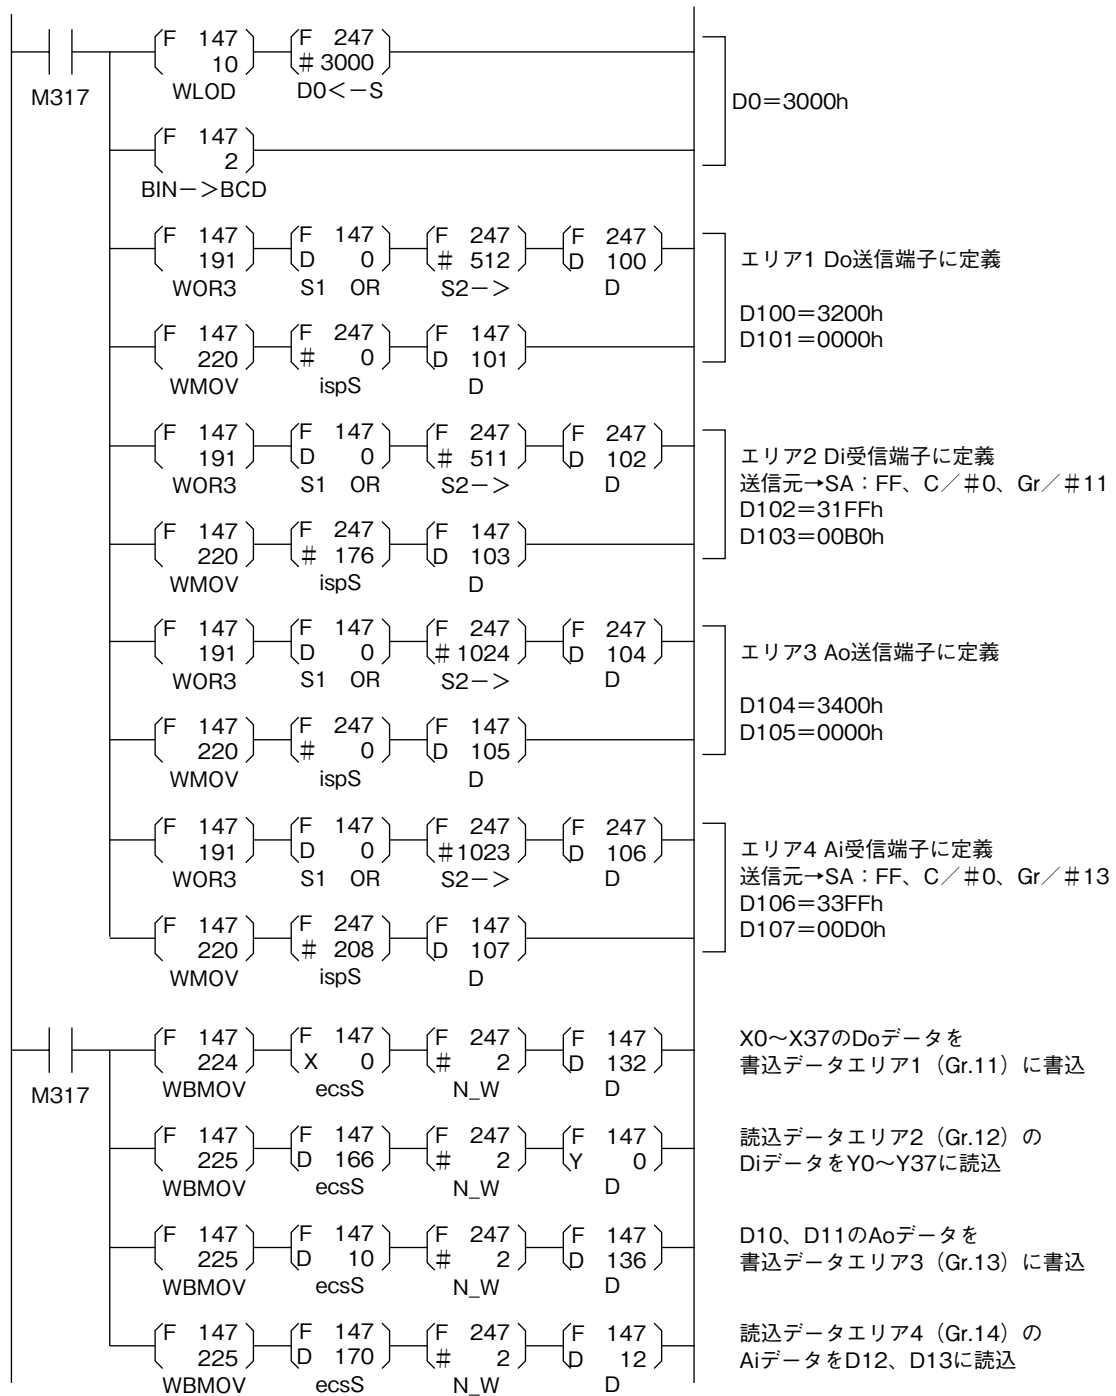 F 147 F 247
10 # 3000
M317 WLOD D0<-S
D0=3000h
F 147
2
BIN->BCD
F 147 F 147 F 247 F 247
191 D 0 # 512 D 100
WOR3 S1 OR S2-> D
エリア1 Do送信端子に定義
D100=3200h
D101=0000h
F 147 F 247 F 147
220 # 0 D 101
WMOV ispS D
F 147 F 147 F 247 F 247
191 D 0 # 511 D 102
WOR3 S1 OR S2-> D
エリア2 Di受信端子に定義
送信元→SA:FF、C/#0、Gr/#11
D102=31FFh
D103=00B0h
F 147 F 247 F 147
220 # 176 D 103
WMOV ispS D
F 147 F 147 F 247 F 247
191 D 0 #1024 D 104
WOR3 S1 OR S2-> D
エリア3 Ao送信端子に定義
D104=3400h
D105=0000h
F 147 F 247 F 147
220 # 0 D 105
WMOV ispS D
F 147 F 147 F 247 F 247
191 D 0 #1023 D 106
WOR3 S1 OR S2-> D
エリア4 Ai受信端子に定義
送信元→SA:FF、C/#0、Gr/#13
D106=33FFh
D107=00D0h
F 147 F 247 F 147
220 # 208 D 107
WMOV ispS D
F 147 F 147 F 247 F 147
224 X 0 # 2 D 132
M317 WBMOV ecsS N_W D
X0~X37のDoデータを
書込データエリア1(Gr.11)に書込
F 147 F 147 F 247 F 147
225 D 166 # 2 Y 0
WBMOV ecsS N_W D
読込データエリア2(Gr.12)の
DiデータをY0~Y37に読込
F 147 F 147 F 247 F 147
225 D 10 # 2 D 136
WBMOV ecsS N_W D
D10、D11のAoデータを
書込データエリア3(Gr.13)に書込
F 147 F 147 F 247 F 147
225 D 170 # 2 D 12
WBMOV ecsS N_W D
読込データエリア4(Gr.14)の
AiデータをD12、D13に読込